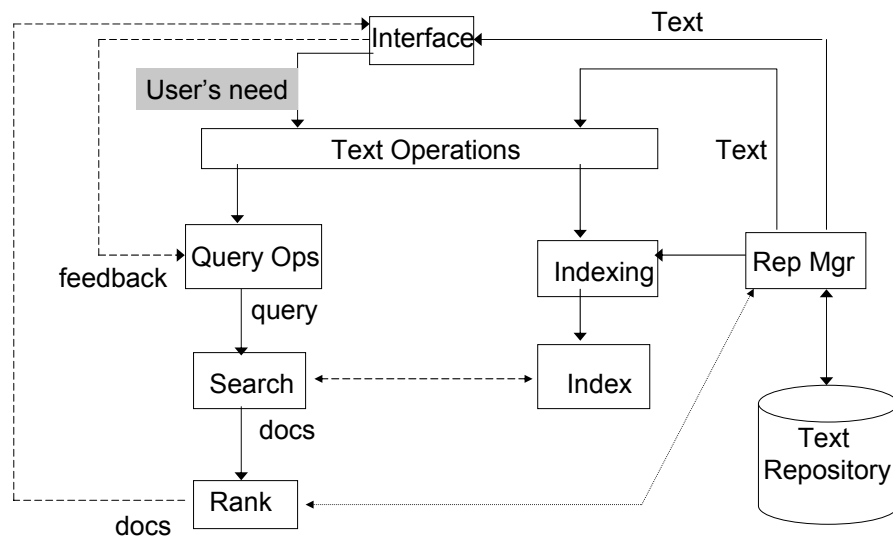 Text
Interface
User's need
Text Operations
Text
Query Ops
Indexing
Rep Mgr
feedback
query
Search
Index
docs
Text
Repository
Rank
docs